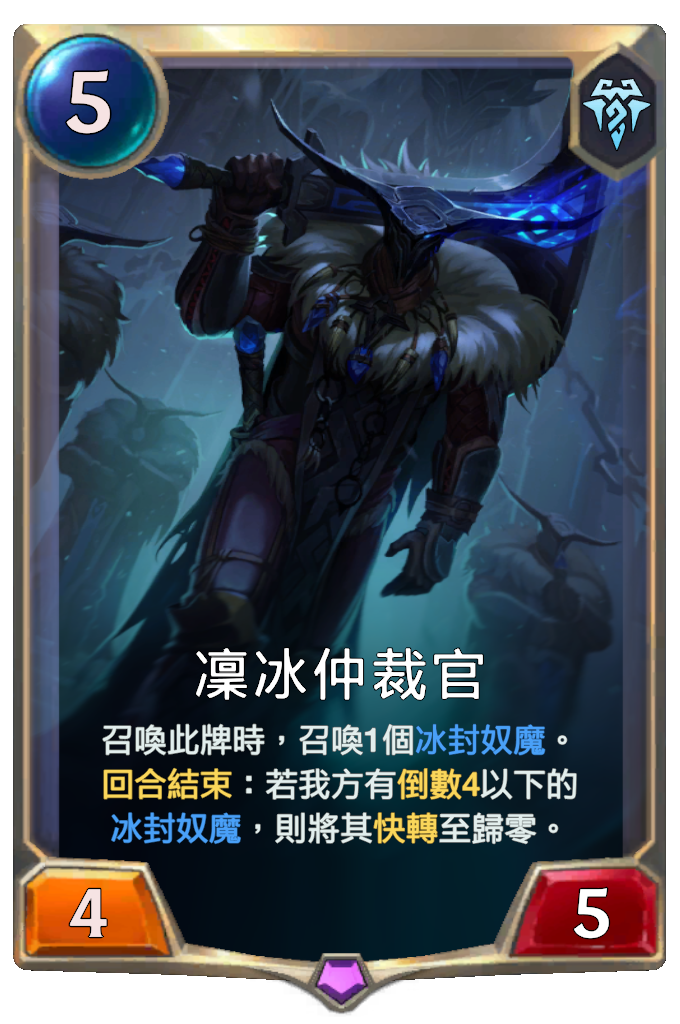 5
凜冰仲裁官
召喚此牌時，召喚1個冰封奴魔。
回合結束：若我方有倒數4以下的
冰封奴魔，則將其快轉至歸零。
4
5